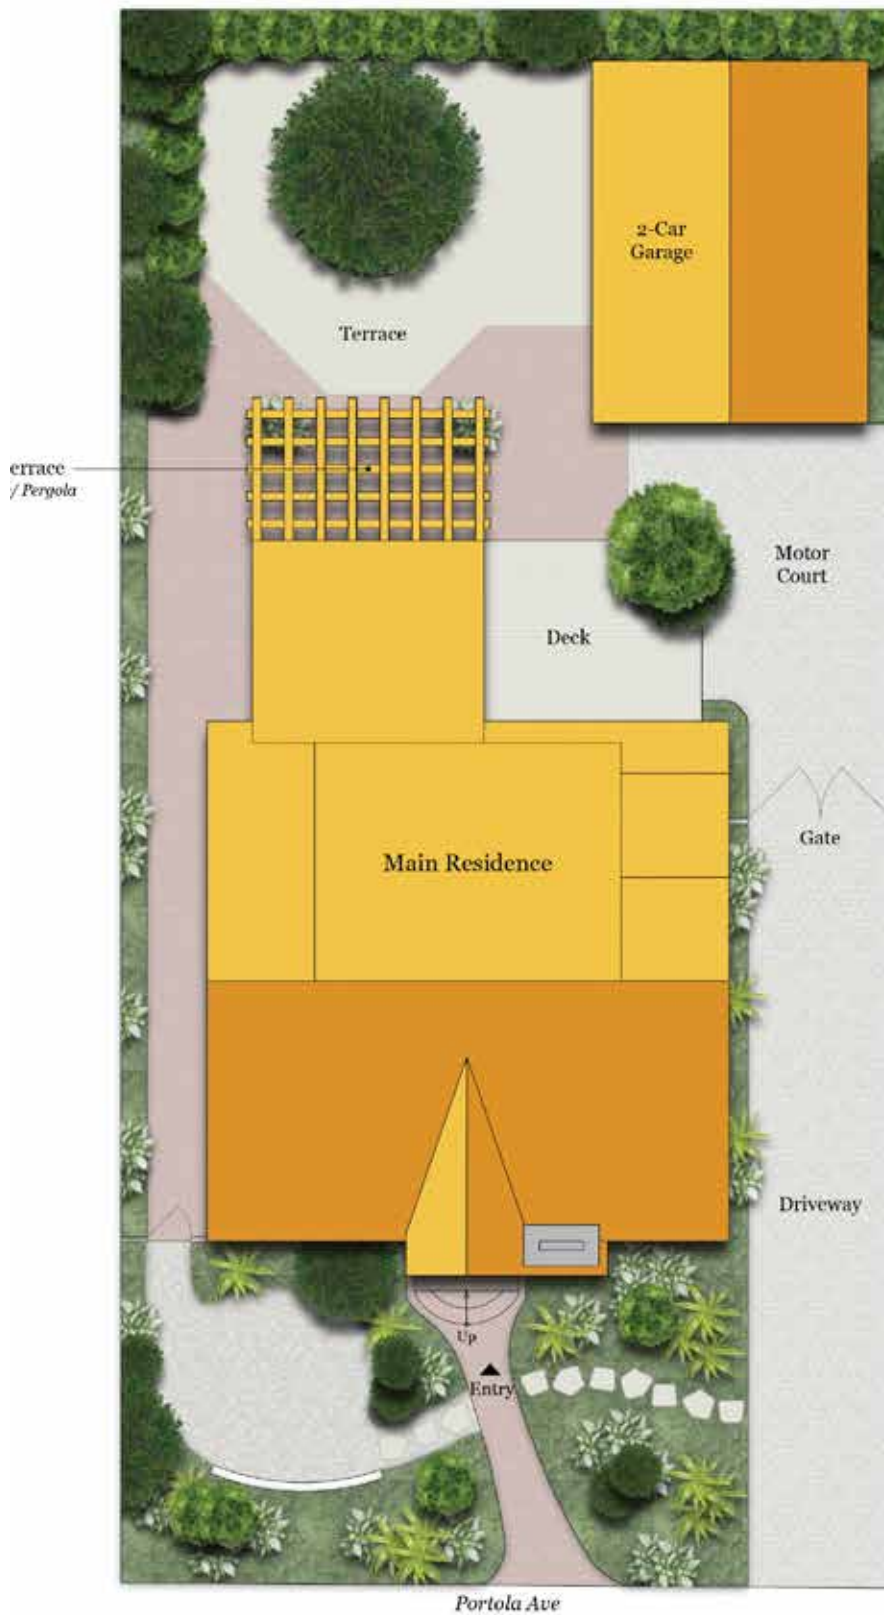 2-Car
Garage
Terrace
errace
/ Pergola
Motor
Court
Deck
Gate
Main Residence
Driveway
Up
Entry
Portola Ave